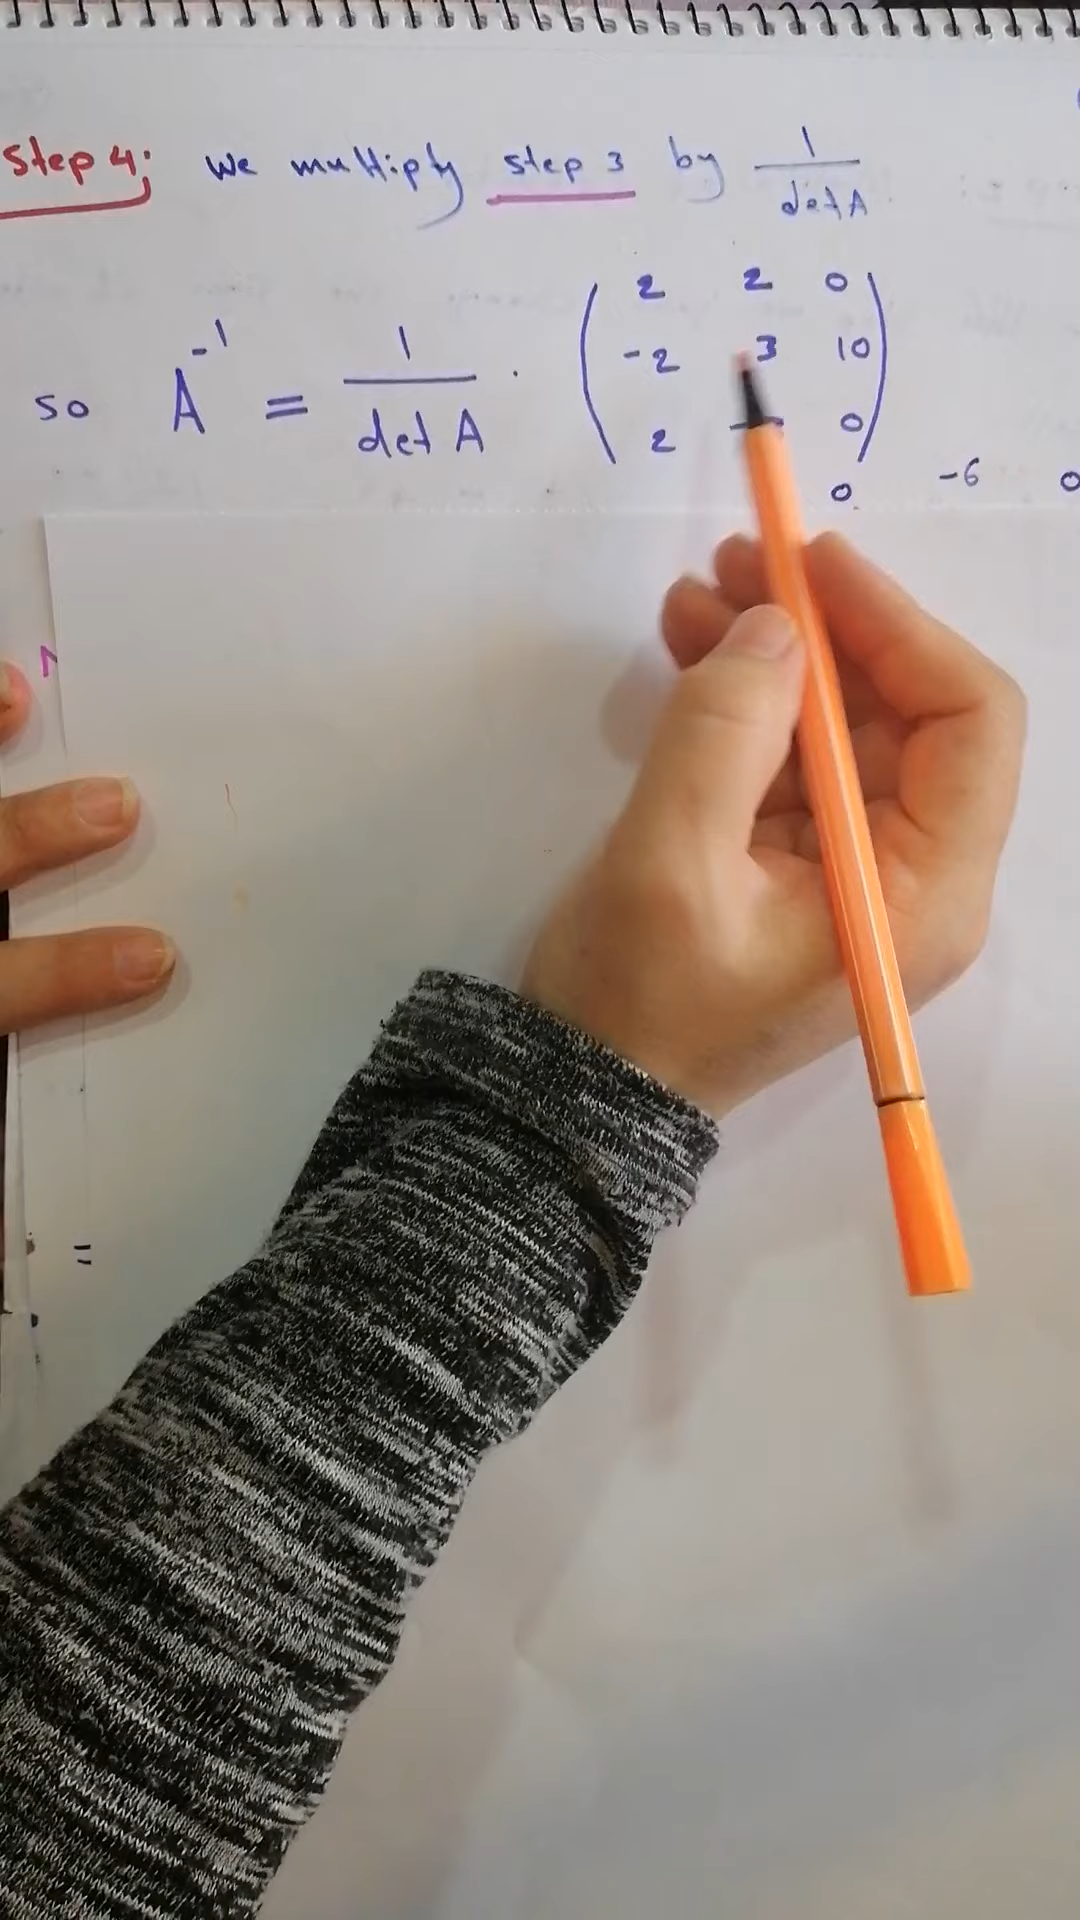 Step 4: We multiply step 3 by 1/detA
2 2 0
so A⁻¹ = 1/det A · -2 3 10
2 0
0 -6 0
=